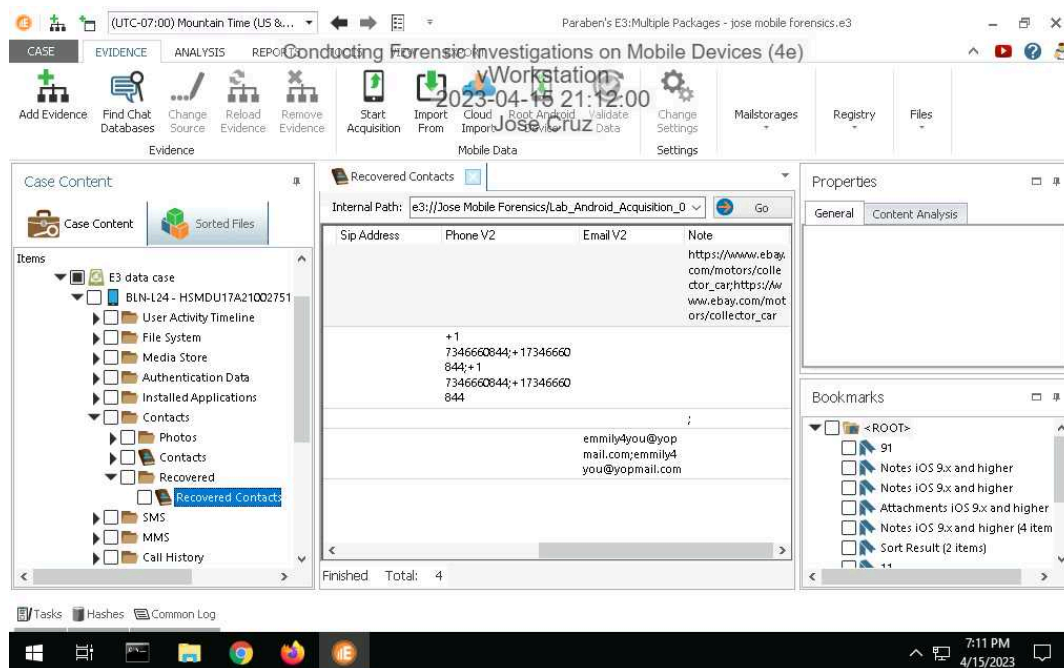 (UTC-07:00) Mountain Time (US &...
Paraben's E3:Multiple Packages - jose mobile forensics.e3
CASE EVIDENCE ANALYSIS
Conducting Forensic Investigations on Mobile Devices (4e)
vWorkstation
2023-04-15 21:12:00
Jose Cruz
Add Evidence
Find Chat Databases
Change Source
Reload Evidence
Remove Evidence
Start Acquisition
Import From
Cloud Import
Root Android Device
Validate Data
Change Settings
Mailstorages
Registry
Files
Evidence
Mobile Data
Settings
Case Content
Case Content
Sorted Files
Items
E3 data case
BLN-L24 - HSMDU17A21002751
User Activity Timeline
File System
Media Store
Authentication Data
Installed Applications
Contacts
Photos
Contacts
Recovered
Recovered Contacts
SMS
MMS
Call History
Recovered Contacts
Internal Path: e3://Jose Mobile Forensics/Lab_Android_Acquisition_0 Go
Sip Address Phone V2 Email V2 Note
https://www.ebay.
com/motors/colle
ctor_car;https://w
ww.ebay.com/mot
ors/collector_car
+1
7346660844;+17346660
844;+1
7346660844;+17346660
844
;
emmily4you@yop
mail.com;emmily4
you@yopmail.com
Finished Total: 4
Properties
General Content Analysis
Bookmarks
<ROOT>
91
Notes iOS 9.x and higher
Notes iOS 9.x and higher
Attachments iOS 9.x and higher
Notes iOS 9.x and higher (4 item
Sort Result (2 items)
11
Tasks Hashes Common Log
7:11 PM
4/15/2023